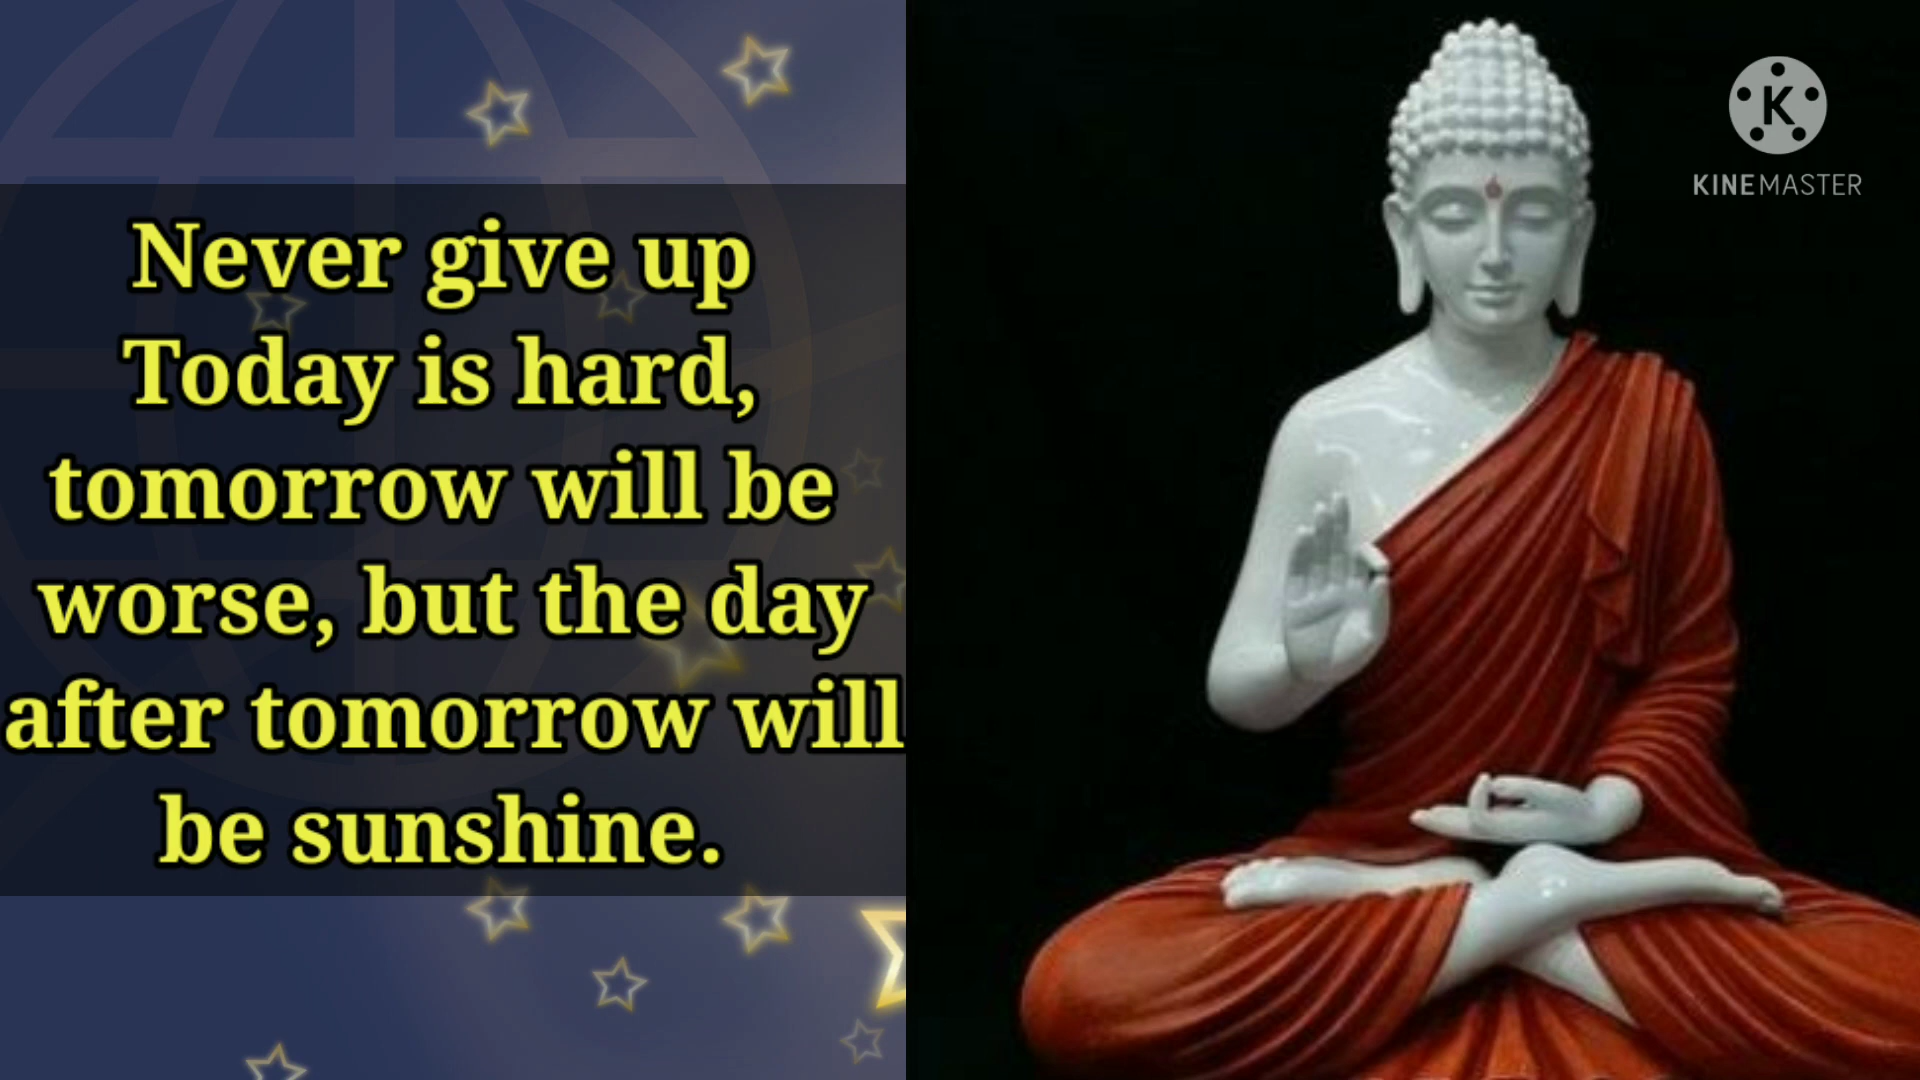 Never give up
Today is hard,
tomorrow will be
worse, but the day
after tomorrow will
be sunshine.
K
KINEMASTER